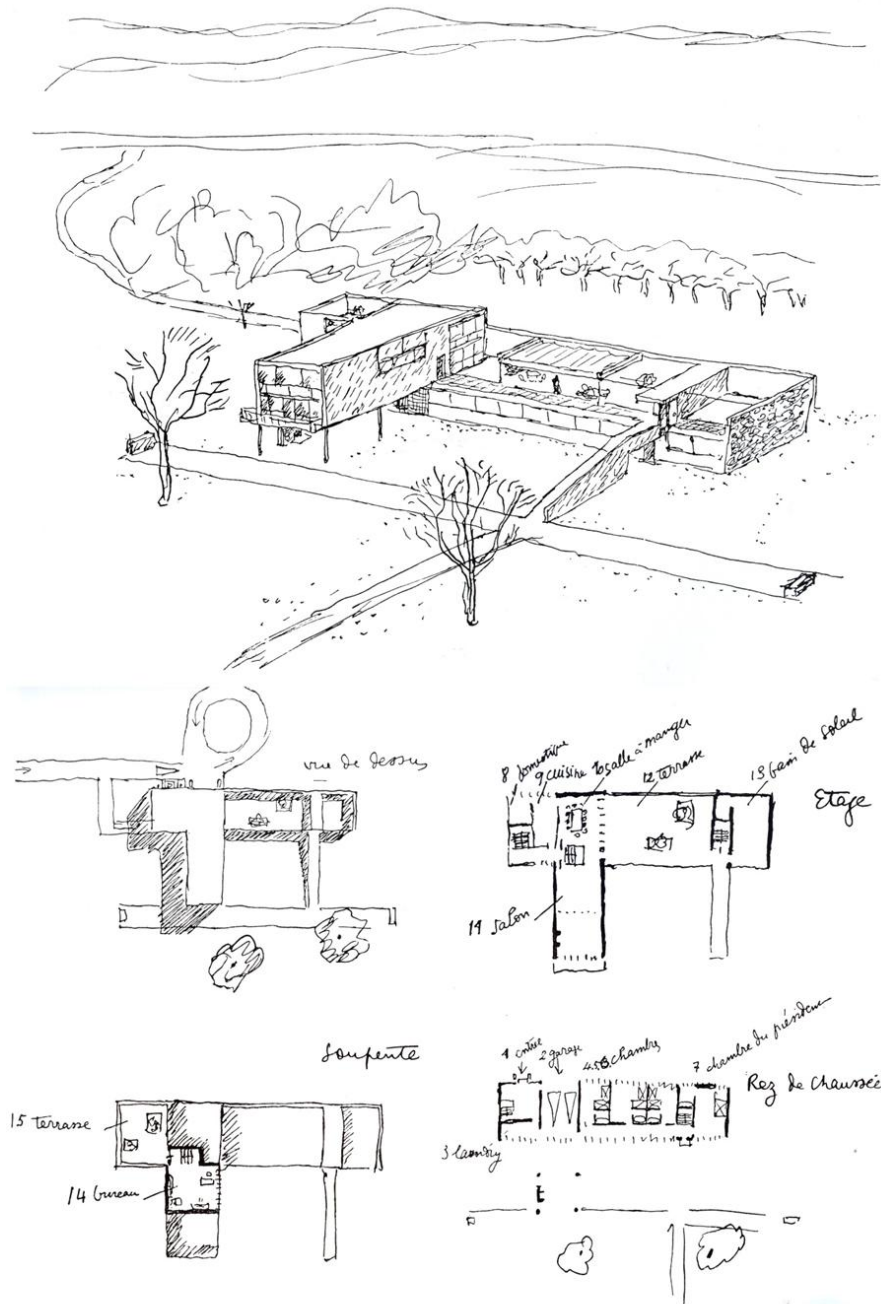 vue de dessus
8 domestique
9 cuisine
10 salle à manger
12 terrasse
13 bain de soleil
Etage
11 salon
Soupente
15 terrasse
14 bureau
1 entrée
2 garage
4.5.6 chambres
7 chambre du président
Rez de Chaussée
3 laundry